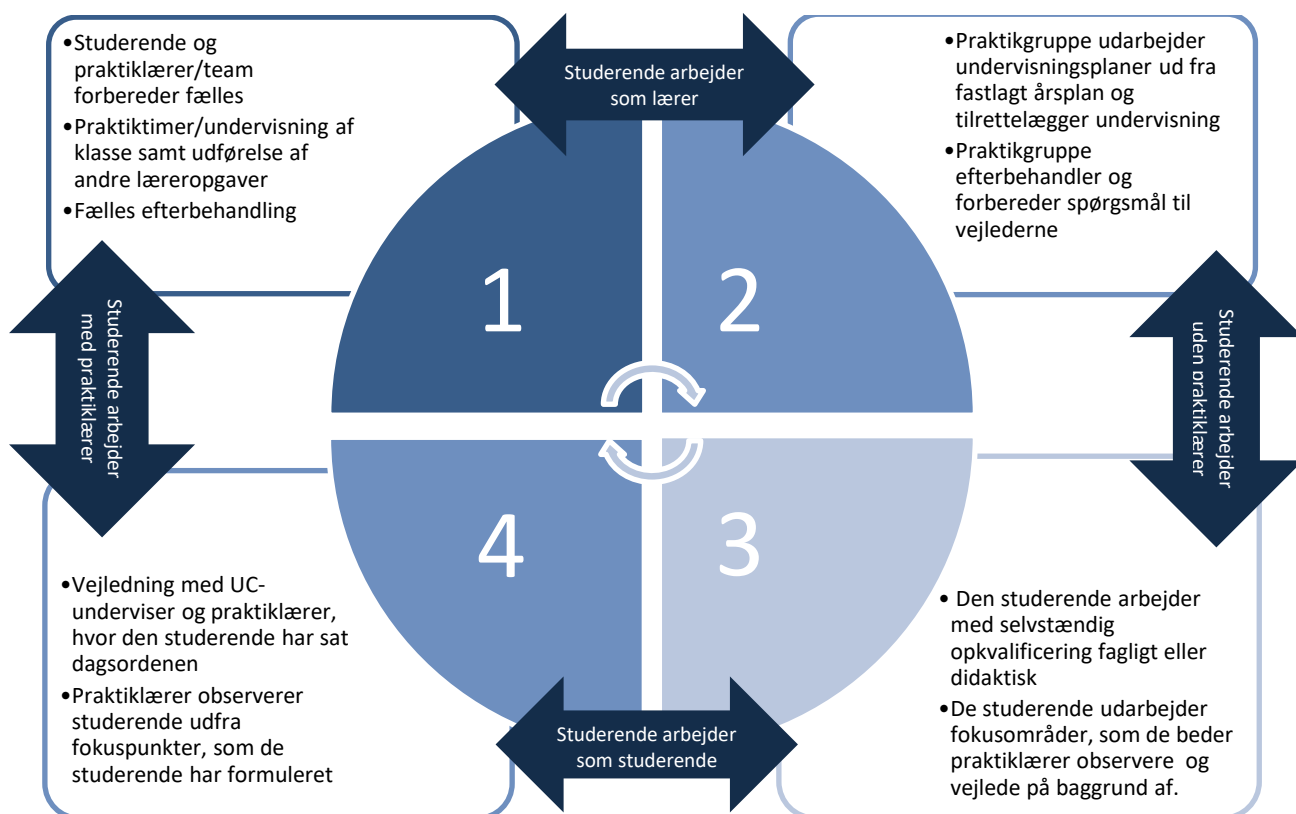 •Studerende og
praktiklærer/team
forbereder fælles
•Praktiktimer/undervisning af
klasse samt udførelse af
andre læreropgaver
•Fælles efterbehandling
Studerende arbejder
som lærer
•Praktikgruppe udarbejder
undervisningsplaner ud fra
fastlagt årsplan og
tilrettelægger undervisning
•Praktikgruppe
efterbehandler og
forbereder spørgsmål til
vejlederne
1
2
Studerende arbejder
med praktiklærer
Studerende arbejder
uden praktiklærer
4
3
•Vejledning med UC-
underviser og praktiklærer,
hvor den studerende har sat
dagsordenen
•Praktiklærer observerer
studerende udfra
fokuspunkter, som de
studerende har formuleret
Studerende arbejder
som studerende
• Den studerende arbejder
med selvstændig
opkvalificering fagligt eller
didaktisk
•De studerende udarbejder
fokusområder, som de beder
praktiklærer observere og
vejlede på baggrund af.